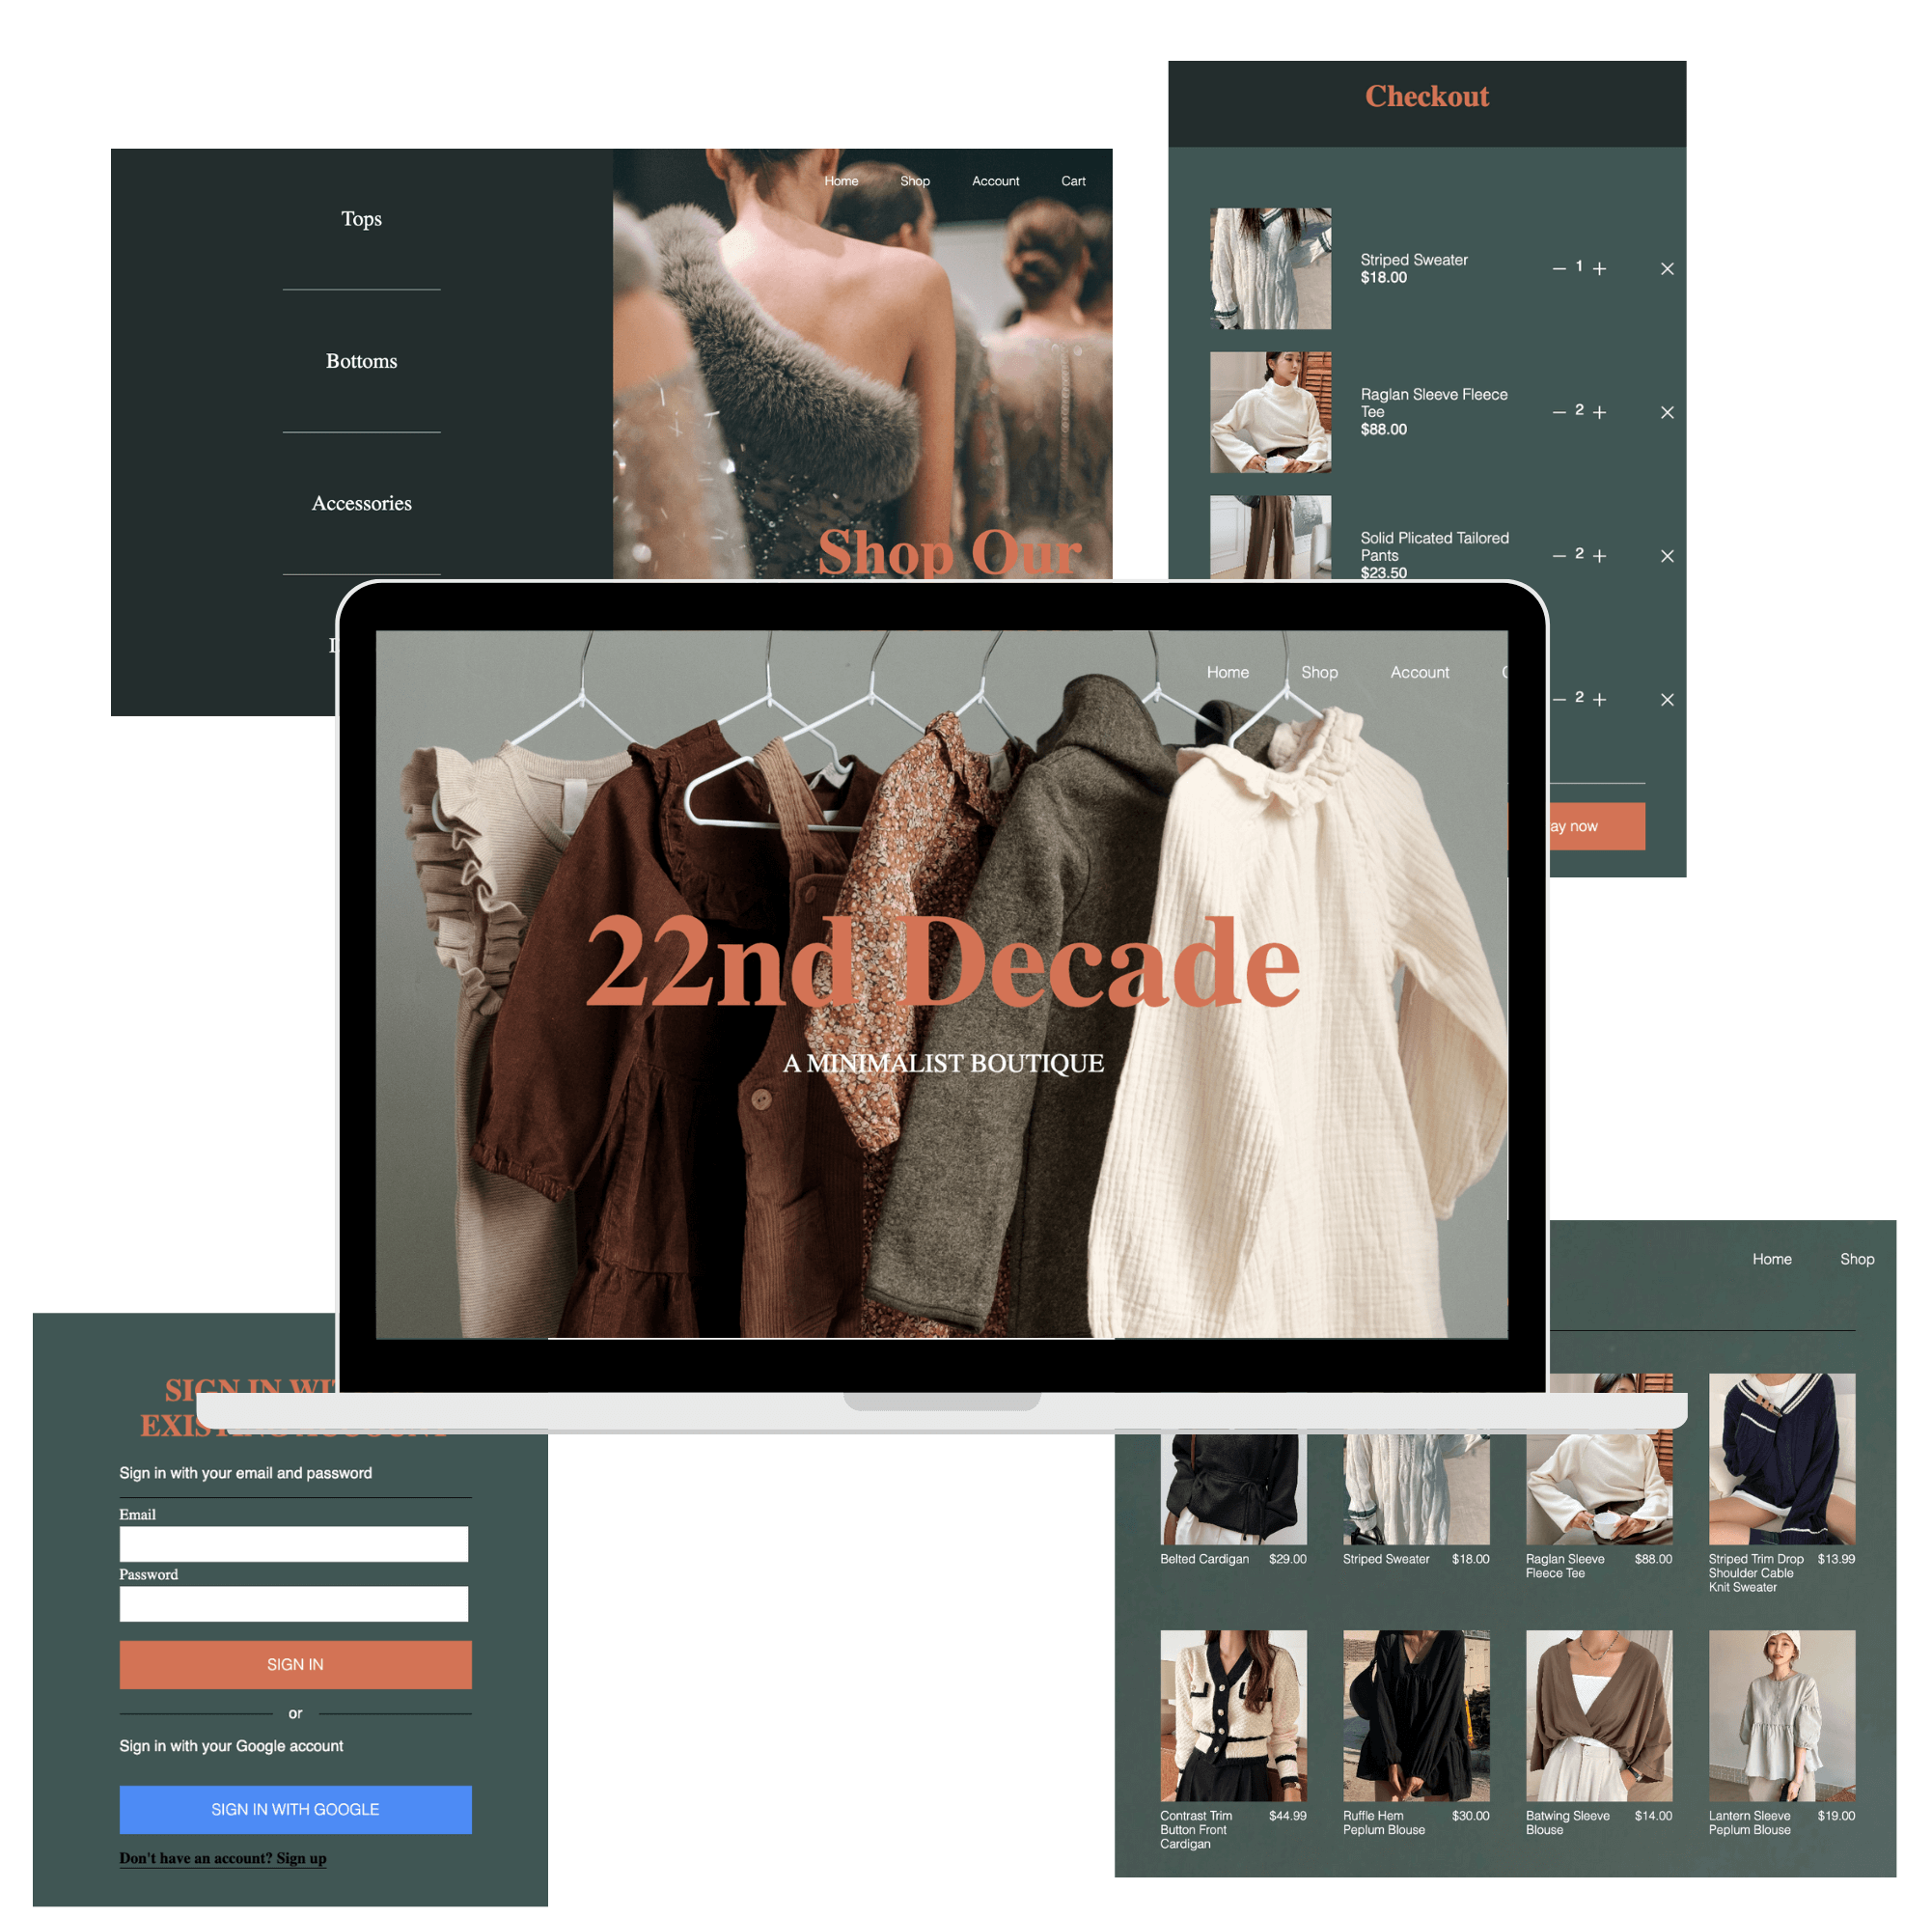 Checkout
Home Shop Account Cart
Tops
Bottoms
Accessories
Shop Our
Striped Sweater
$18.00
1
Raglan Sleeve Fleece
Tee
$88.00
2
Solid Plicated Tailored
Pants
$23.50
2
2
ay now
Home Shop Account
22nd Decade
A MINIMALIST BOUTIQUE
SIGN IN
Sign in with your email and password
Email
Password
SIGN IN
or
Sign in with your Google account
SIGN IN WITH GOOGLE
Don't have an account? Sign up
Home Shop
Belted Cardigan $29.00
Striped Sweater $18.00
Raglan Sleeve $88.00
Fleece Tee
Striped Trim Drop $13.99
Shoulder Cable
Knit Sweater
Contrast Trim $44.99
Button Front
Cardigan
Ruffle Hem $30.00
Peplum Blouse
Batwing Sleeve $14.00
Blouse
Lantern Sleeve $19.00
Peplum Blouse